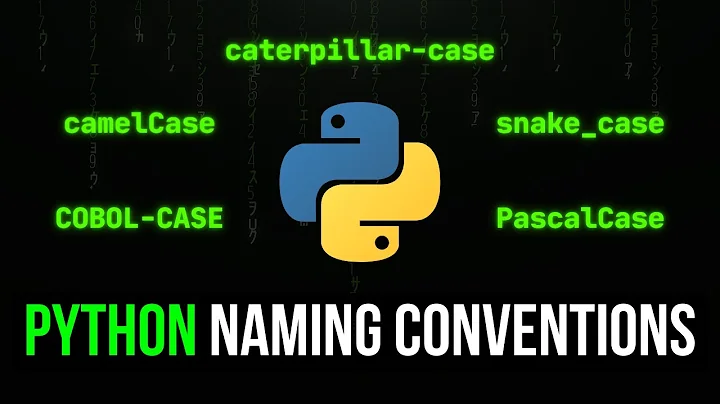 caterpillar-case
camelCase
snake_case
COBOL-CASE
PascalCase
PYTHON NAMING CONVENTIONS